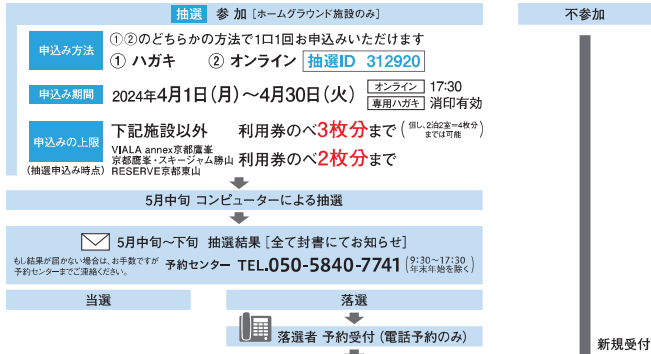 抽選 参加 [ホームグラウンド施設のみ]
不参加
申込み方法
①②のどちらかの方法で1口1回お申込みいただけます
① ハガキ ② オンライン 抽選ID 312920
申込み期間
2024年4月1日(月)～4月30日(火)
オンライン 17:30
専用ハガキ 消印有効
申込みの上限
(抽選申込み時点)
下記施設以外 利用券のべ3枚分まで (但し、2泊2室=4枚分までは可能)
VIALA annex京都鷹峯
京都鷹峯・スキージャム勝山
RESERVE京都東山
利用券のべ2枚分まで
5月中旬 コンピューターによる抽選
5月中旬～下旬 抽選結果 [全て封書にてお知らせ]
もし結果が届かない場合は、お手数ですが
予約センターまでご連絡ください。
予約センター TEL.050-5840-7741 (9:30～17:30 年末年始を除く)
当選
落選
落選者 予約受付 (電話予約のみ)
新規受付